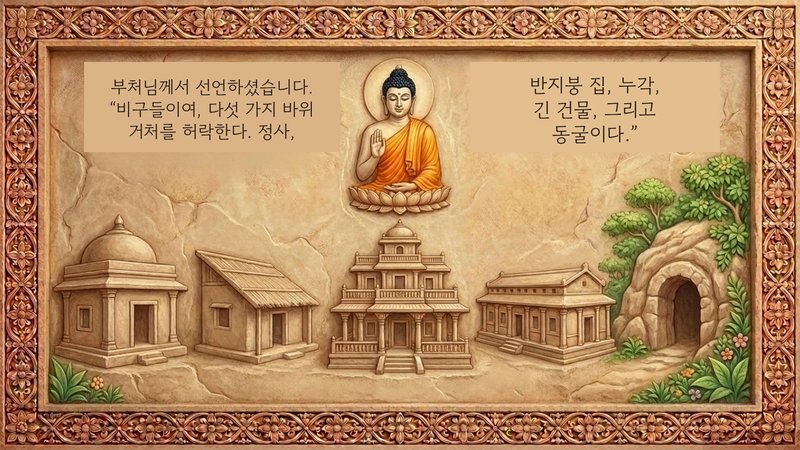 부처님께서 선언하셨습니다.
“비구들이여, 다섯 가지 바위
거처를 허락한다. 정사,
반지붕 집, 누각,
긴 건물, 그리고
동굴이다.”